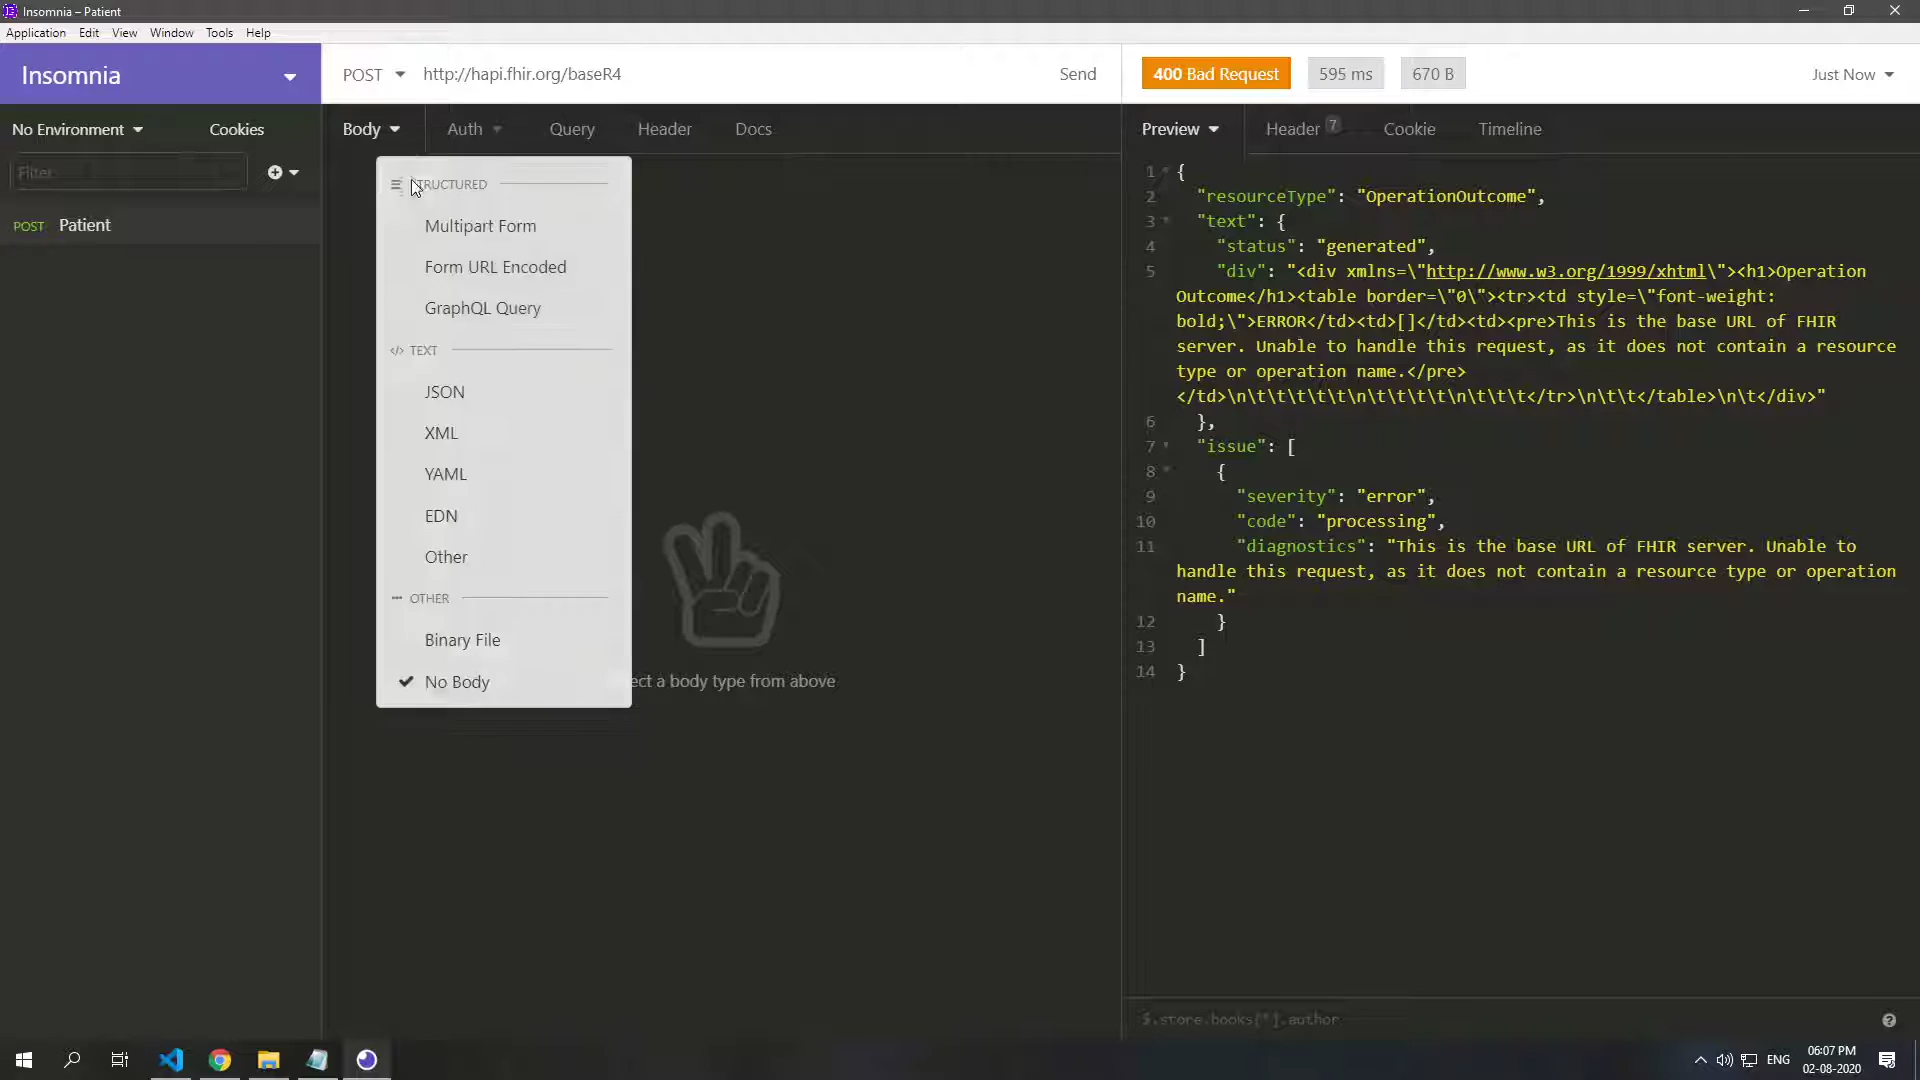 Insomnia – Patient
Application Edit View Window Tools Help
Insomnia
POST http://hapi.fhir.org/baseR4 Send
400 Bad Request 595 ms 670 B Just Now
No Environment Cookies
Body Auth Query Header Docs
Preview Header 7 Cookie Timeline
Filter
POST Patient
STRUCTURED
Multipart Form
Form URL Encoded
GraphQL Query
</> TEXT
JSON
XML
YAML
EDN
Other
OTHER
Binary File
No Body
ect a body type from above
1 {
2 "resourceType": "OperationOutcome",
3 "text": {
4 "status": "generated",
5 "div": "<div xmlns=\"http://www.w3.org/1999/xhtml\"><h1>Operation
Outcome</h1><table border=\"0\"><tr><td style=\"font-weight:
bold;\">ERROR</td><td>[]</td><td><pre>This is the base URL of FHIR
server. Unable to handle this request, as it does not contain a resource
type or operation name.</pre>
</td>\n\t\t\t\t\t\n\t\t\t\t\n\t\t\t</tr>\n\t\t</table>\n\t</div>"
6 },
7 "issue": [
8 {
9 "severity": "error",
10 "code": "processing",
11 "diagnostics": "This is the base URL of FHIR server. Unable to
handle this request, as it does not contain a resource type or operation
name."
12 }
13 ]
14 }
$.store.books[*].author
ENG
06:07 PM
02-08-2020